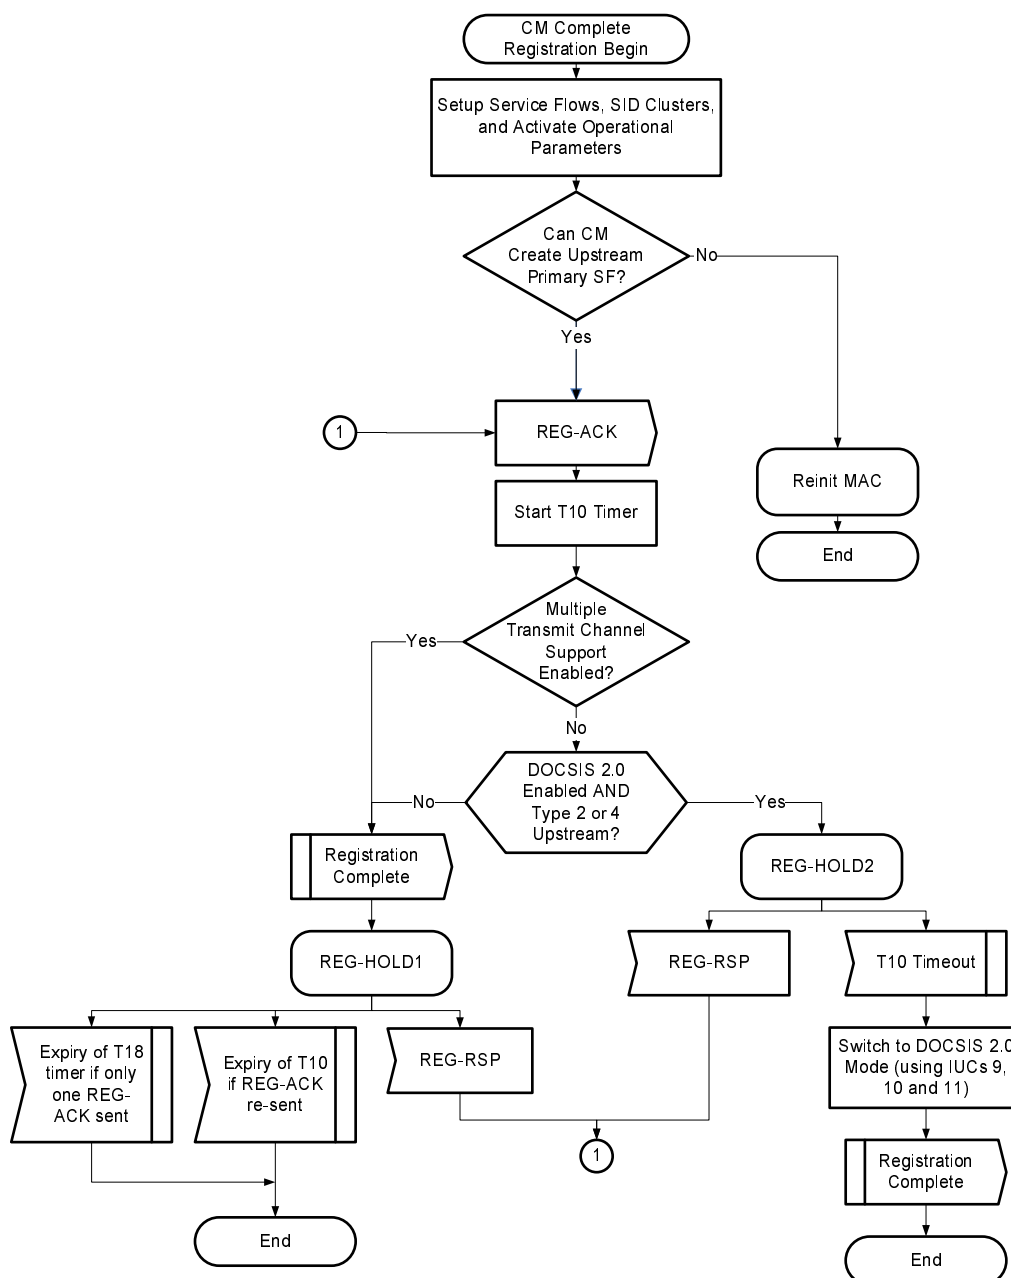 CM Complete
Registration Begin
Setup Service Flows, SID Clusters,
and Activate Operational
Parameters
Can CM
Create Upstream
Primary SF?
No
Yes
1
REG-ACK
Reinit MAC
Start T10 Timer
End
Multiple
Transmit Channel
Support
Enabled?
Yes
No
DOCSIS 2.0
Enabled AND
Type 2 or 4
Upstream?
No
Yes
Registration
Complete
REG-HOLD2
REG-HOLD1
REG-RSP
T10 Timeout
Expiry of T18
timer if only
one REG-
ACK sent
Expiry of T10
if REG-ACK
re-sent
REG-RSP
Switch to DOCSIS 2.0
Mode (using IUCs 9,
10 and 11)
1
Registration
Complete
End
End